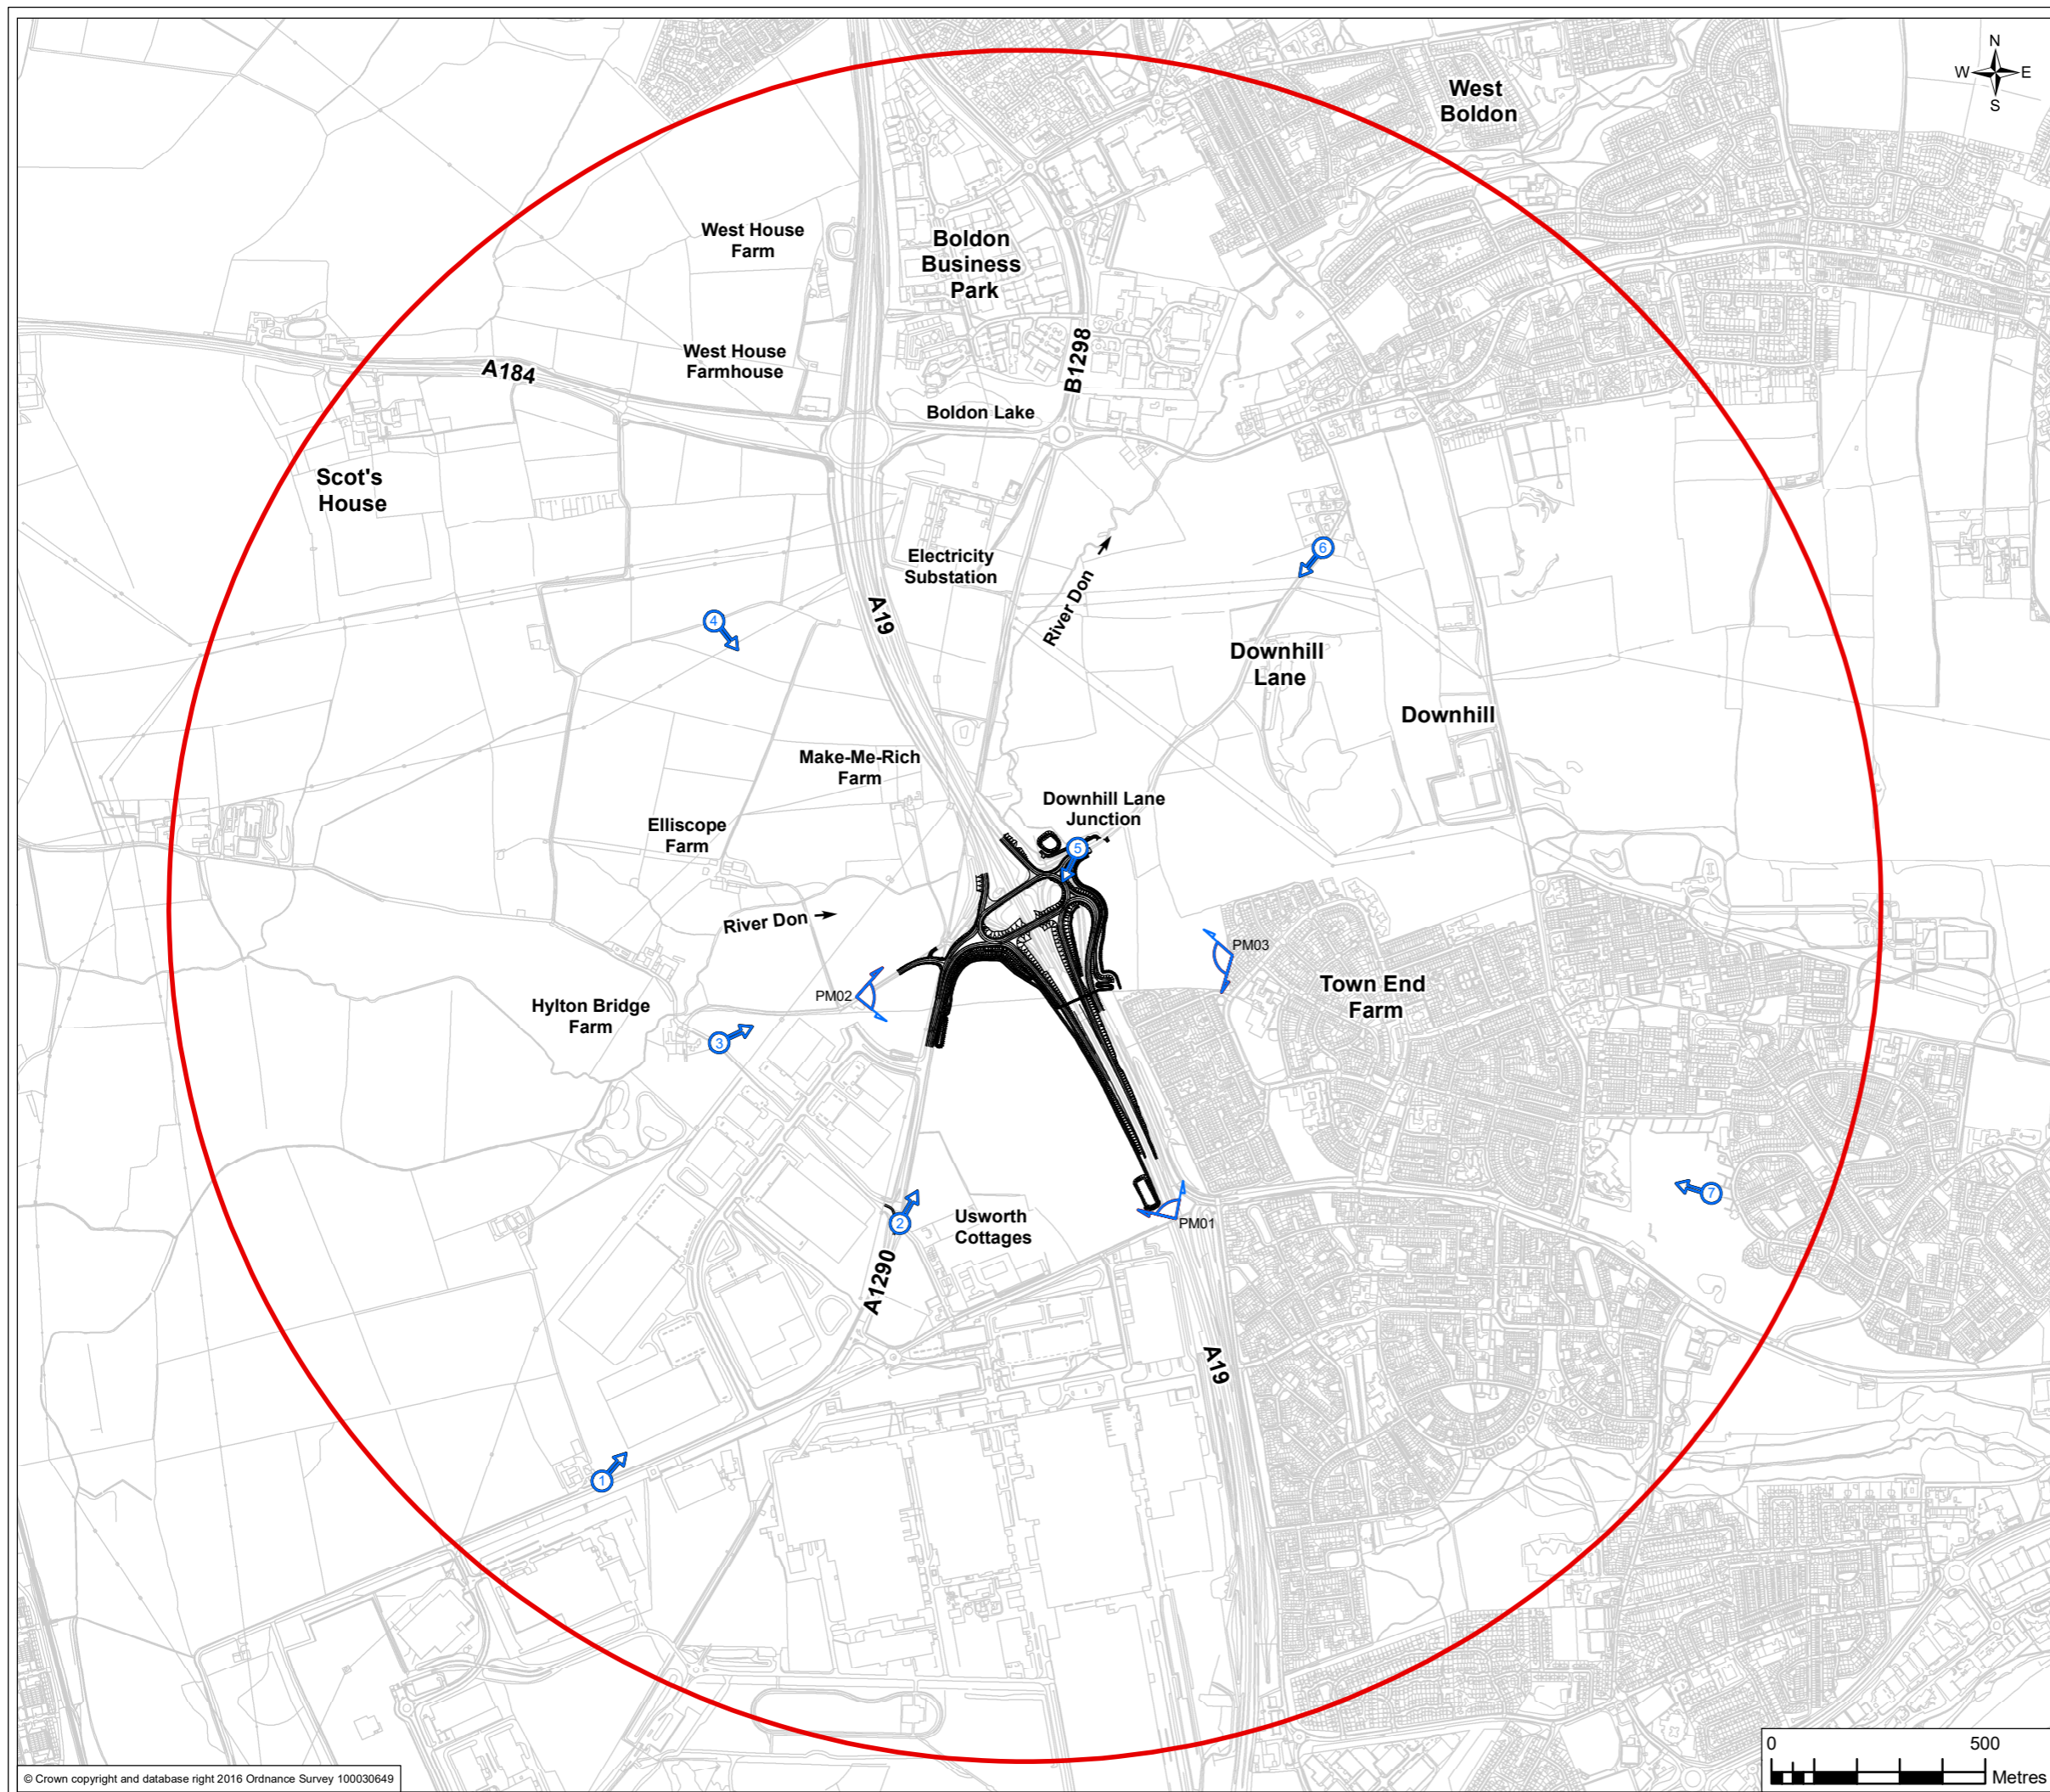 N
W E
S
West
Boldon
West House
Farm
Boldon
Business
Park
B1298
West House
Farmhouse
A184
Boldon Lake
Scot's
House
Electricity
Substation
6
River Don
A19
4
Downhill
Lane
Downhill
Make-Me-Rich
Farm
Downhill Lane
Junction
Elliscope
Farm
5
River Don
PM03
PM02
Town End
Farm
Hylton Bridge
Farm
3
7
2
Usworth
Cottages
PM01
A1290
A19
1
0 500
Metres
© Crown copyright and database right 2016 Ordnance Survey 100030649